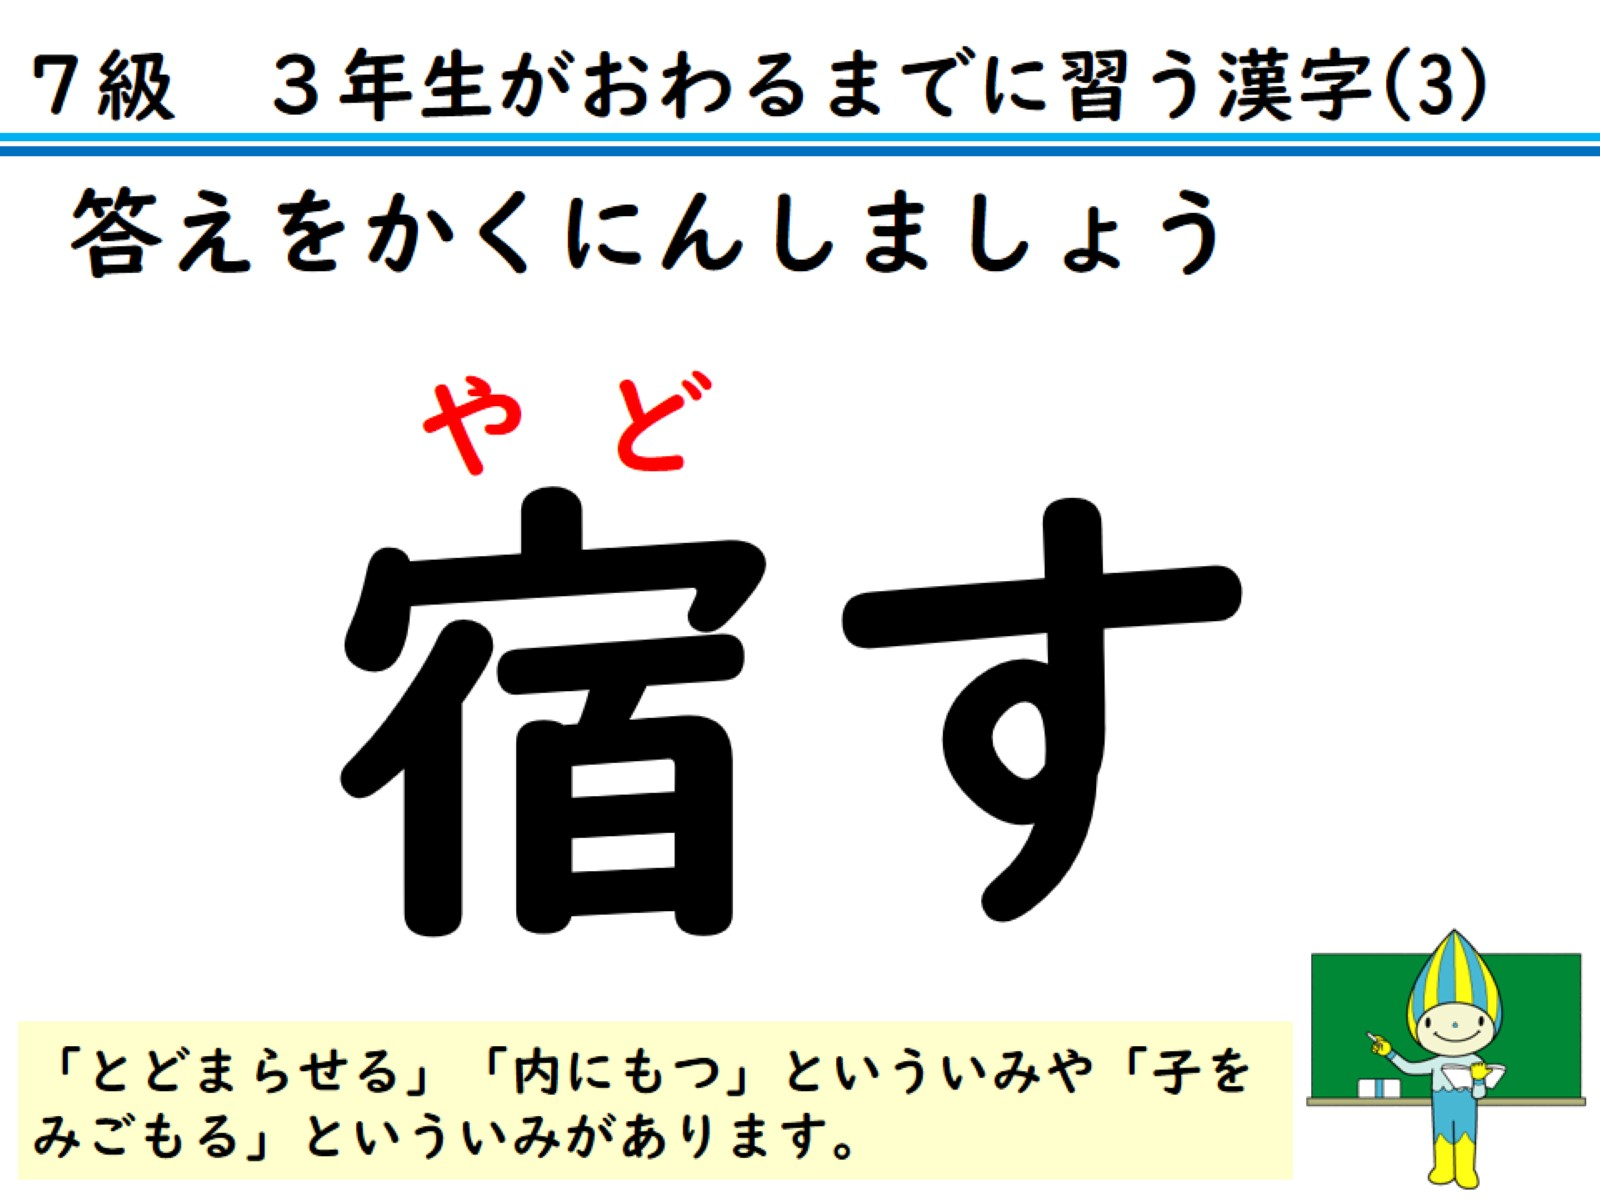 ７級　３年生がおわるまでに習う漢字(3)
答えをかくにんしましょう
やど
宿す
「とどまらせる」「内にもつ」といういみや「子を
みごもる」といういみがあります。